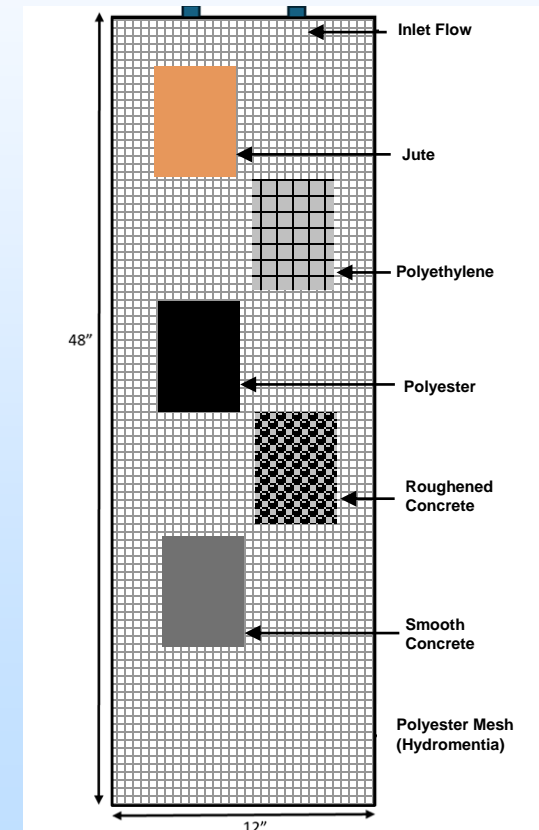 Inlet Flow
Jute
Polyethylene
48”
Polyester
Roughened
Concrete
Smooth
Concrete
Polyester Mesh
(Hydromentia)
12”